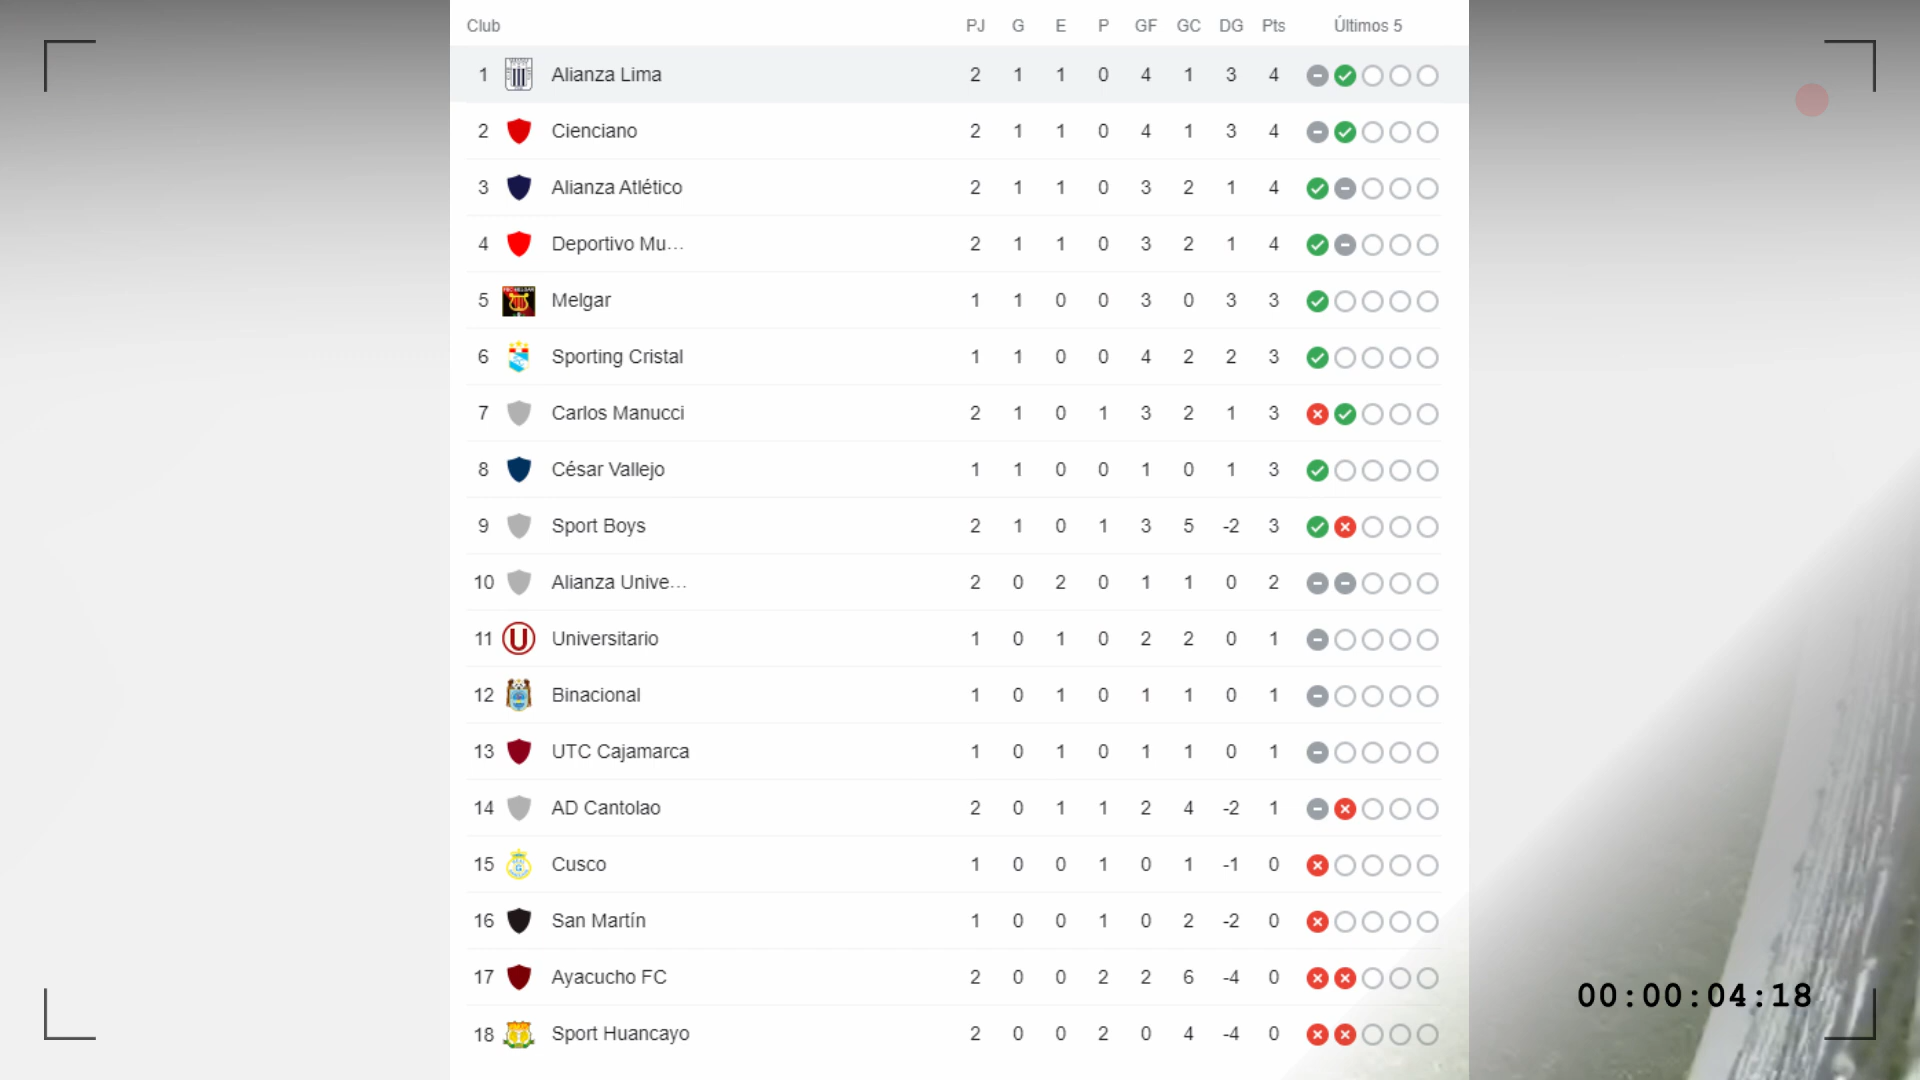 Club PJ G E P GF GC DG Pts Últimos 5
1 Alianza Lima 2 1 1 0 4 1 3 4
2 Cienciano 2 1 1 0 4 1 3 4
3 Alianza Atlético 2 1 1 0 3 2 1 4
4 Deportivo Mu... 2 1 1 0 3 2 1 4
5 Melgar 1 1 0 0 3 0 3 3
6 Sporting Cristal 1 1 0 0 4 2 2 3
7 Carlos Manucci 2 1 0 1 3 2 1 3
8 César Vallejo 1 1 0 0 1 0 1 3
9 Sport Boys 2 1 0 1 3 5 -2 3
10 Alianza Unive... 2 0 2 0 1 1 0 2
11 U Universitario 1 0 1 0 2 2 0 1
12 Binacional 1 0 1 0 1 1 0 1
13 UTC Cajamarca 1 0 1 0 1 1 0 1
14 AD Cantolao 2 0 1 1 2 4 -2 1
15 Cusco 1 0 0 1 0 1 -1 0
16 San Martín 1 0 0 1 0 2 -2 0
17 Ayacucho FC 2 0 0 2 2 6 -4 0
18 Sport Huancayo 2 0 0 2 0 4 -4 0
00:00:04:18